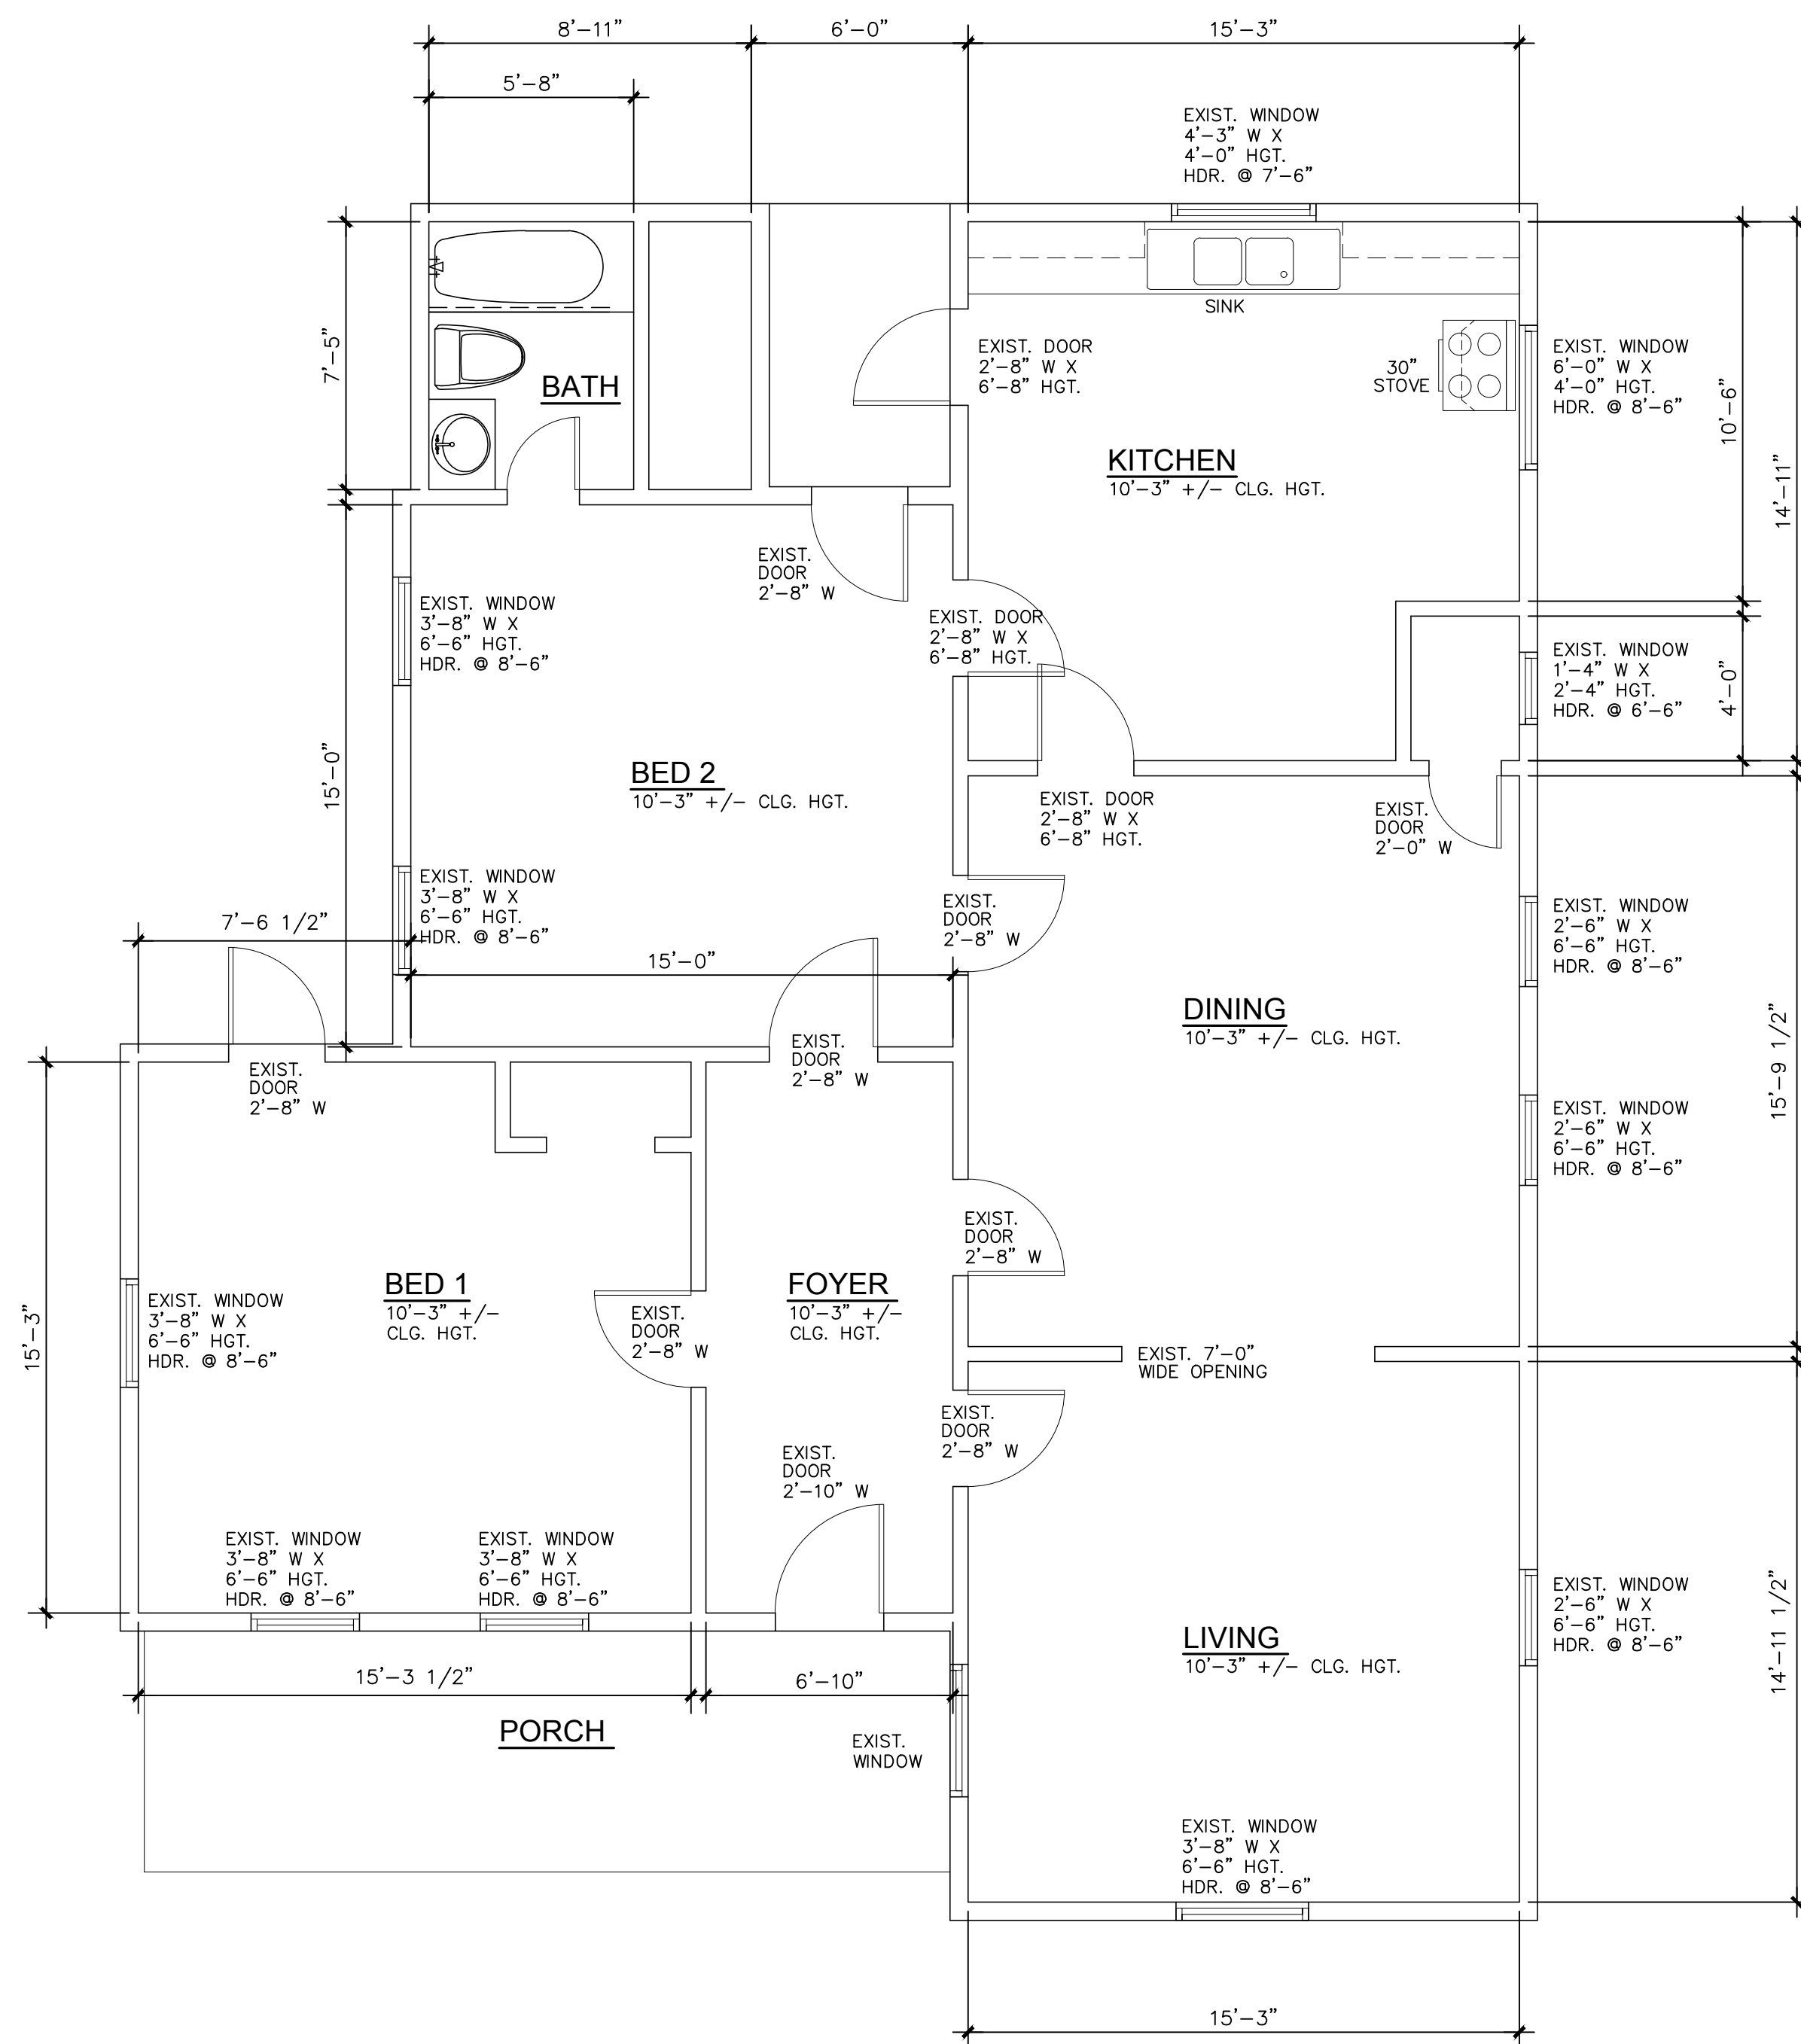 8'-11"
6'-0"
15'-3"
5'-8"
EXIST. WINDOW
4'-3" W X
4'-0" HGT.
HDR. @ 7'-6"
7'-5"
BATH
SINK
EXIST. DOOR
2'-8" W X
6'-8" HGT.
30"
STOVE
EXIST. WINDOW
6'-0" W X
4'-0" HGT.
HDR. @ 8'-6"
10'-6"
14'-11"
KITCHEN
10'-3" +/- CLG. HGT.
EXIST.
DOOR
2'-8" W
EXIST. WINDOW
3'-8" W X
6'-6" HGT.
HDR. @ 8'-6"
EXIST. DOOR
2'-8" W X
6'-8" HGT.
EXIST. WINDOW
1'-4" W X
2'-4" HGT.
HDR. @ 6'-6"
4'-0"
15'-0"
BED 2
10'-3" +/- CLG. HGT.
EXIST. DOOR
2'-8" W X
6'-8" HGT.
EXIST.
DOOR
2'-0" W
EXIST. WINDOW
3'-8" W X
6'-6" HGT.
HDR. @ 8'-6"
EXIST.
DOOR
2'-8" W
EXIST. WINDOW
2'-6" W X
6'-6" HGT.
HDR. @ 8'-6"
7'-6 1/2"
15'-0"
DINING
10'-3" +/- CLG. HGT.
15'-9 1/2"
EXIST.
DOOR
2'-8" W
EXIST.
DOOR
2'-8" W
EXIST. WINDOW
2'-6" W X
6'-6" HGT.
HDR. @ 8'-6"
EXIST.
DOOR
2'-8" W
15'-3"
EXIST. WINDOW
3'-8" W X
6'-6" HGT.
HDR. @ 8'-6"
BED 1
10'-3" +/-
CLG. HGT.
EXIST.
DOOR
2'-8" W
FOYER
10'-3" +/-
CLG. HGT.
EXIST. 7'-0"
WIDE OPENING
EXIST.
DOOR
2'-8" W
EXIST.
DOOR
2'-10" W
EXIST. WINDOW
3'-8" W X
6'-6" HGT.
HDR. @ 8'-6"
EXIST. WINDOW
3'-8" W X
6'-6" HGT.
HDR. @ 8'-6"
EXIST. WINDOW
2'-6" W X
6'-6" HGT.
HDR. @ 8'-6"
14'-11 1/2"
LIVING
10'-3" +/- CLG. HGT.
15'-3 1/2"
6'-10"
PORCH
EXIST.
WINDOW
EXIST. WINDOW
3'-8" W X
6'-6" HGT.
HDR. @ 8'-6"
15'-3"